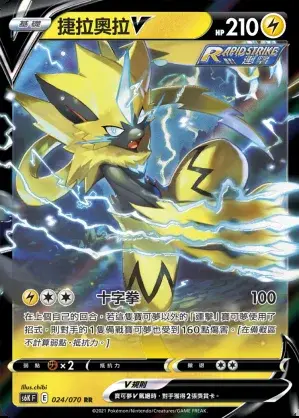 基礎 捷拉奧拉V HP210
RAPID STRIKE 連擊
十字拳 100
在上個自己的回合,若這隻寶可夢以外的「連擊」寶可夢使用了
招式,則對手的1隻備戰寶可夢也受到160點傷害。[在備戰區
不計算弱點、抵抗力。]
弱點 ×2 抵抗力 撤退
V規則
寶可夢V【氣絕】時,對手獲得2張獎賞卡。
Illus.chibi
s6K F E 024/070 RR
©2021 Pokémon/Nintendo/Creatures/GAME FREAK.